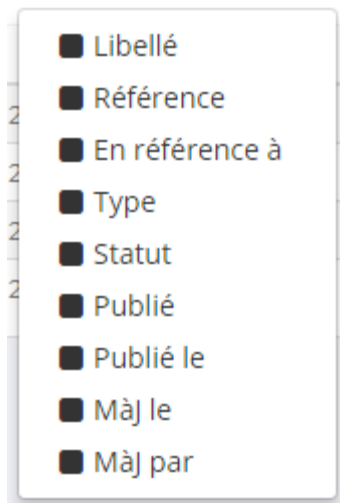 Libellé
Référence
En référence à
Type
Statut
Publié
Publié le
MàJ le
MàJ par